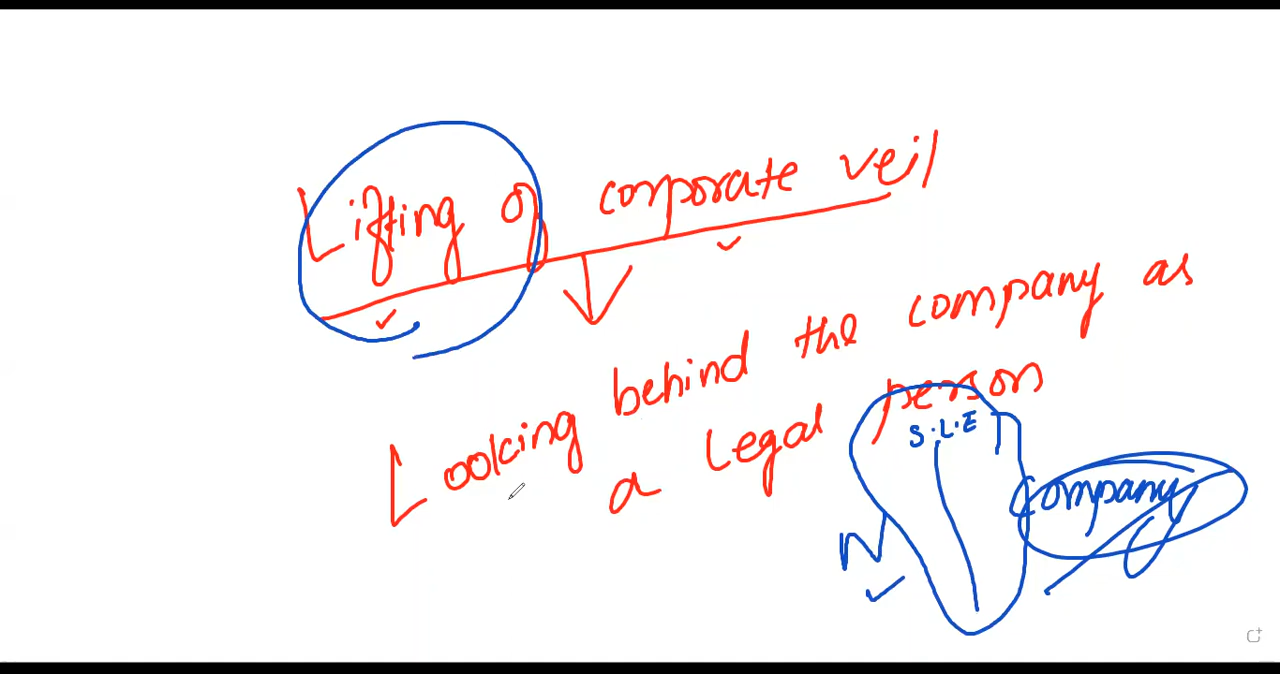 Lifting of corporate veil
Looking behind the company as
a legal person
S.L.E
company